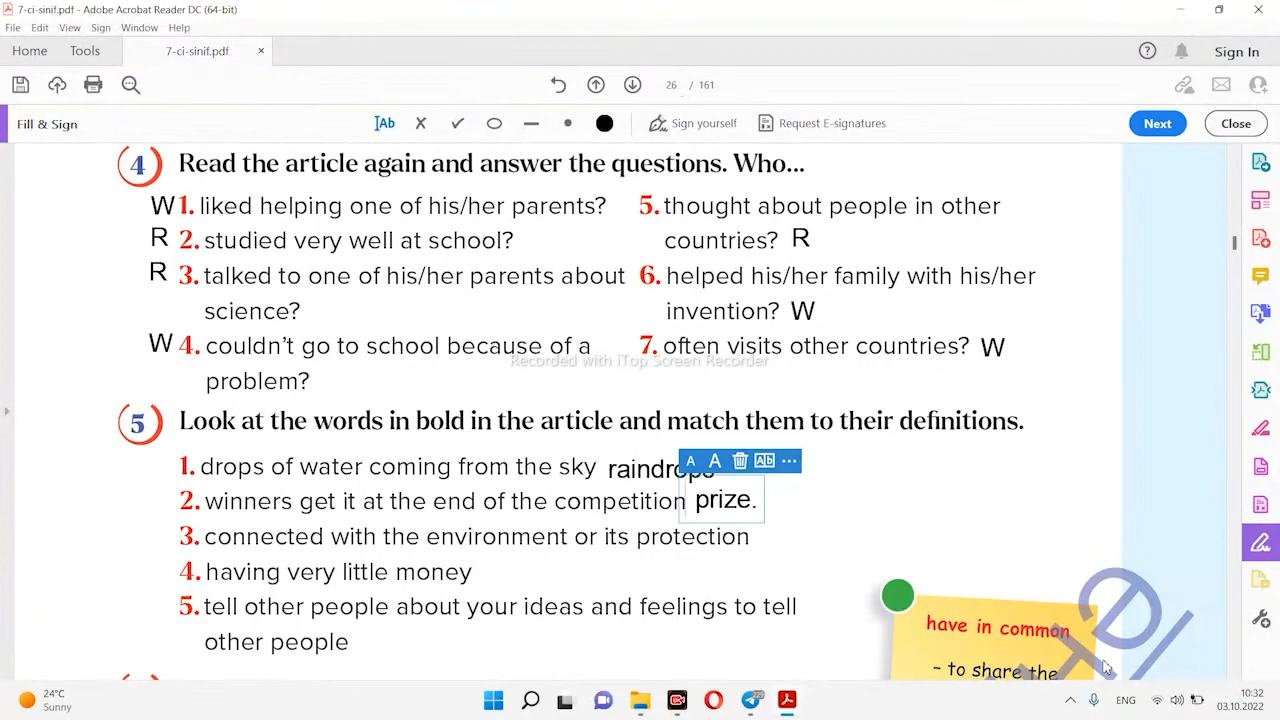 7-ci-sinif.pdf - Adobe Acrobat Reader DC (64-bit)
File Edit View Sign Window Help
Home Tools 7-ci-sinif.pdf × Sign In
26 / 161
Fill & Sign Ab Sign yourself Request E-signatures Next Close
4 Read the article again and answer the questions. Who...
W 1. liked helping one of his/her parents?
R 2. studied very well at school?
R 3. talked to one of his/her parents about
science?
W 4. couldn't go to school because of a
problem?
5. thought about people in other
countries? R
6. helped his/her family with his/her
invention? W
7. often visits other countries? W
Recorded with iTop Screen Recorder
5 Look at the words in bold in the article and match them to their definitions.
A A Ab ...
1. drops of water coming from the sky raindrops
2. winners get it at the end of the competition prize.
3. connected with the environment or its protection
4. having very little money
5. tell other people about your ideas and feelings to tell
other people
have in common
- to share the
24°C
Sunny
ENG
10:32
03.10.2022